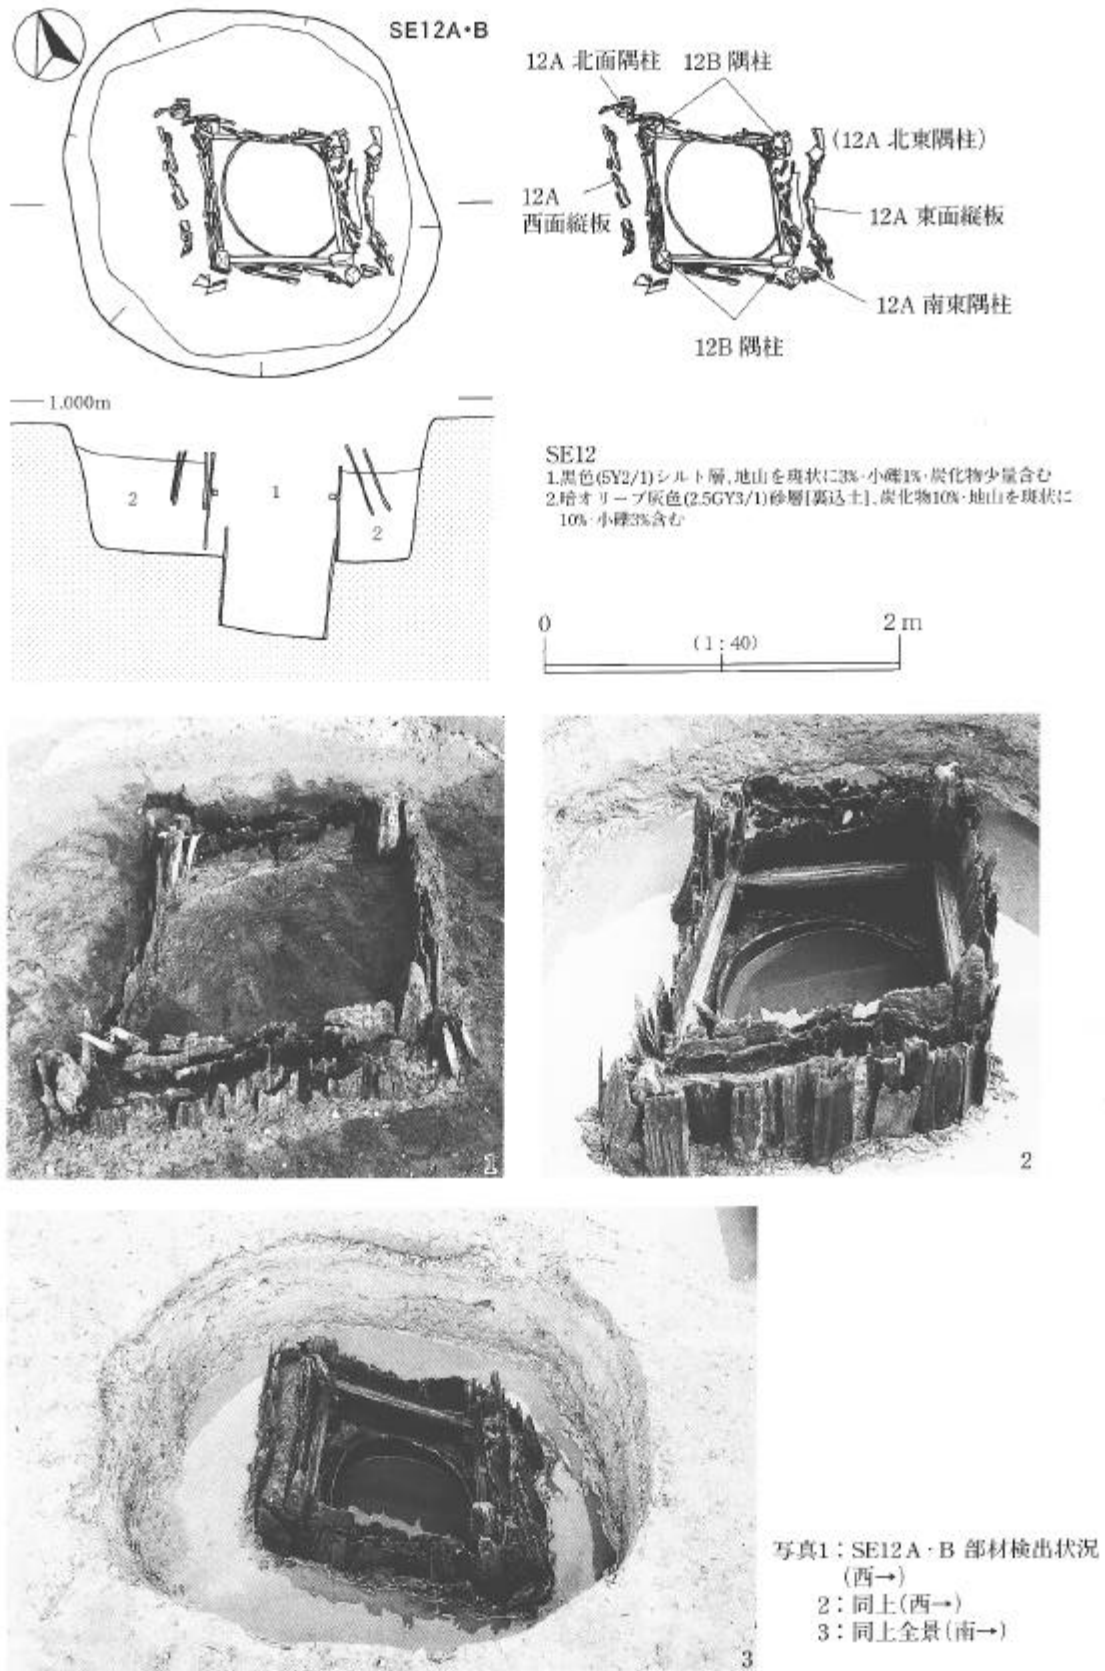 SE12A・B
12A 北面隅柱
12B 隅柱
(12A 北東隅柱)
12A
西面縦板
12A 東面縦板
12A 南東隅柱
12B 隅柱
1.000m
2
1
2
SE12
1.黒色(5Y2/1)シルト層,地山を斑状に3%・小礫1%・炭化物少量含む
2.暗オリーブ灰色(2.5GY3/1)砂層[裏込土]、炭化物10%・地山を斑状に
10%・小礫3%含む
0
2 m
(1:40)
1
2
3
写真1:SE12A・B 部材検出状況
(西→)
2:同上(西→)
3:同上全景(南→)